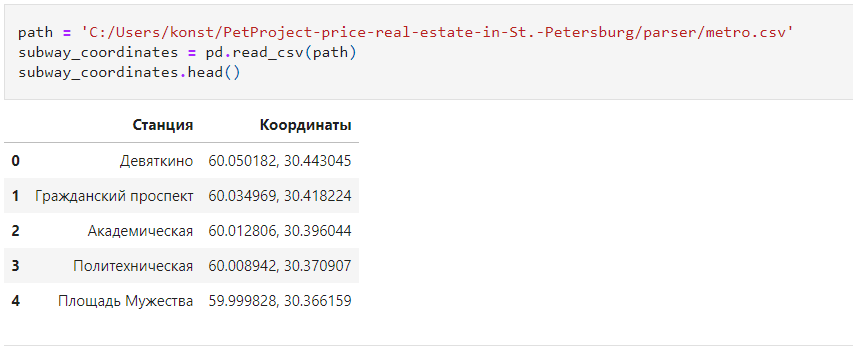 path = 'C:/Users/konst/PetProject-price-real-estate-in-St.-Petersburg/parser/metro.csv'
subway_coordinates = pd.read_csv(path)
subway_coordinates.head()
Станция Координаты
0 Девяткино 60.050182, 30.443045
1 Гражданский проспект 60.034969, 30.418224
2 Академическая 60.012806, 30.396044
3 Политехническая 60.008942, 30.370907
4 Площадь Мужества 59.999828, 30.366159